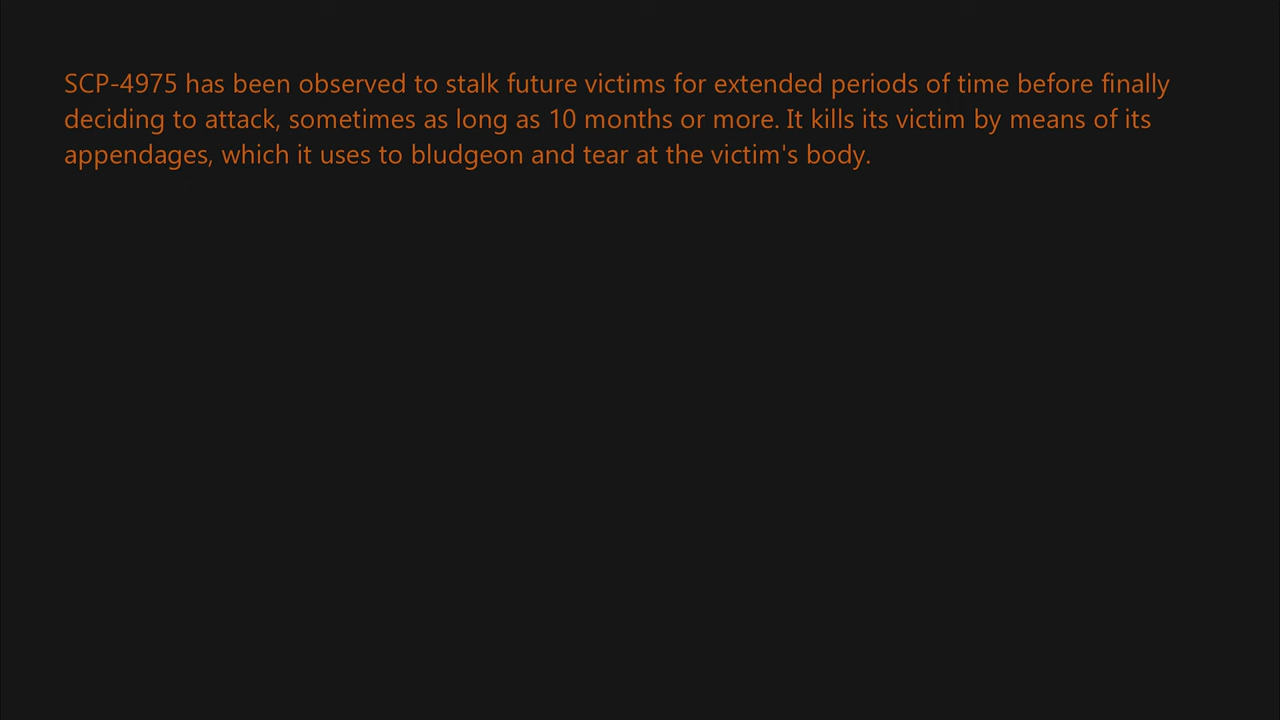 SCP-4975 has been observed to stalk future victims for extended periods of time before finally
deciding to attack, sometimes as long as 10 months or more. It kills its victim by means of its
appendages, which it uses to bludgeon and tear at the victim's body.